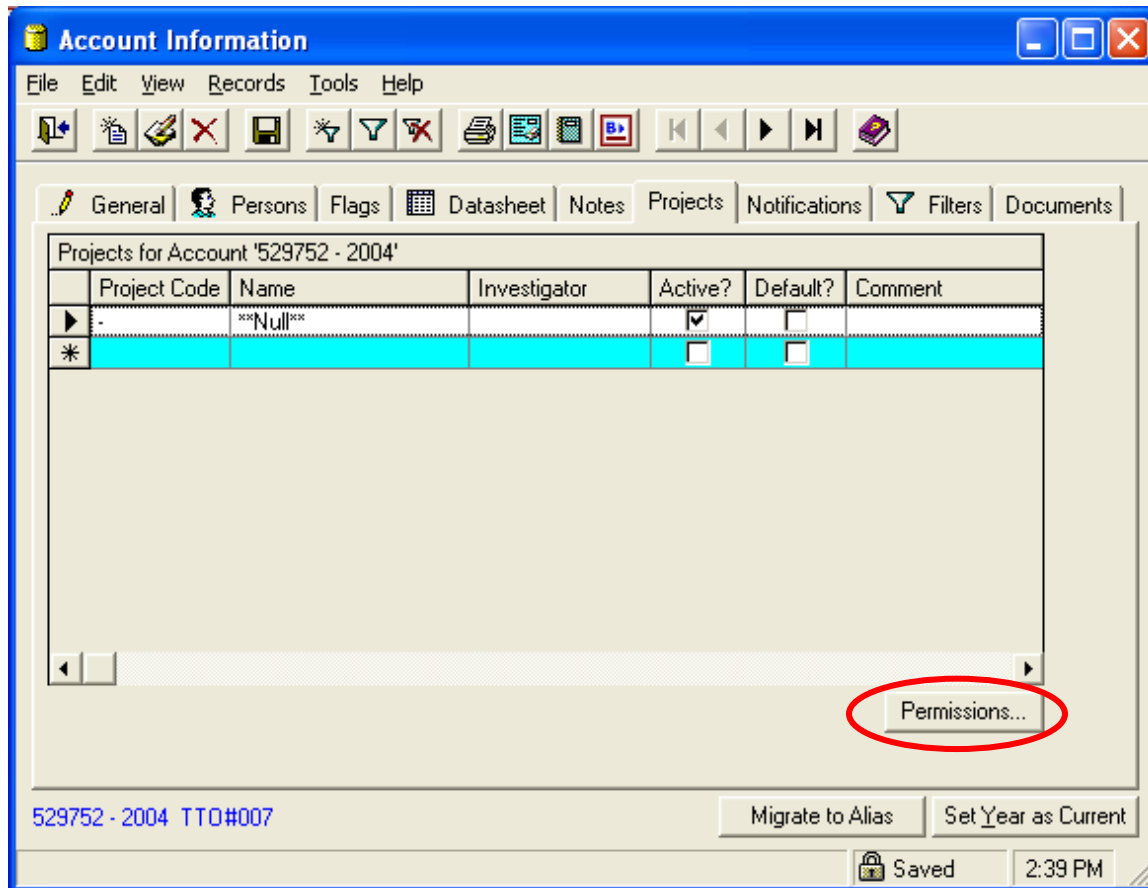 Account Information
File Edit View Records Tools Help
General Persons Flags Datasheet Notes Projects Notifications Filters Documents
Projects for Account '529752 - 2004'
Project Code Name Investigator Active? Default? Comment
- **Null**
Permissions...
529752 - 2004 TTO#007 Migrate to Alias Set Year as Current
Saved 2:39 PM